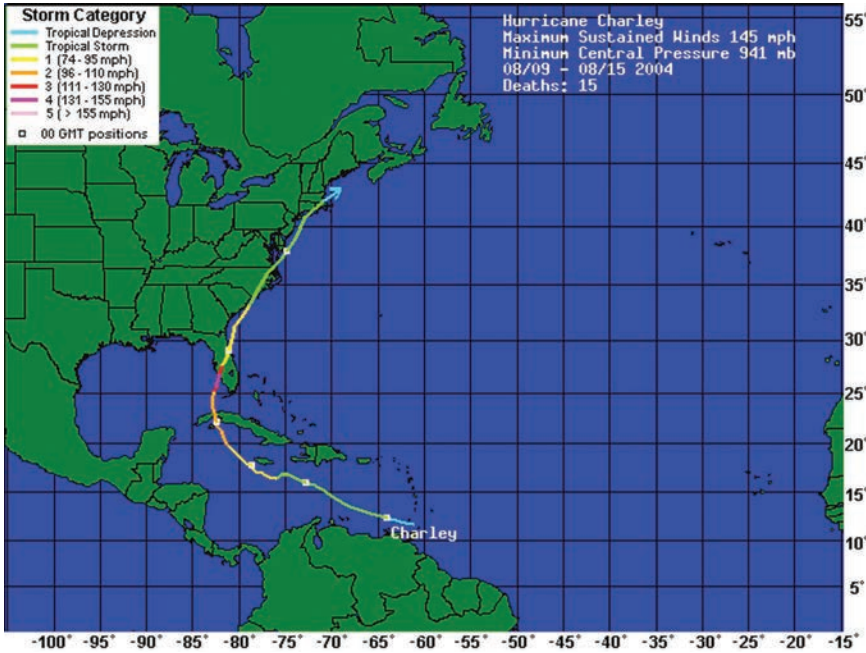 Storm Category
Tropical Depression
Tropical Storm
1 (74 - 95 mph)
2 (96 - 110 mph)
3 (111 - 130 mph)
4 (131 - 155 mph)
5 ( > 155 mph)
00 GMT positions
Hurricane Charley
Maximum Sustained Winds 145 mph
Minimum Central Pressure 941 mb
08/09 - 08/15 2004
Deaths: 15
55°
50°
45°
40°
35°
30°
25°
20°
15°
10°
5°
Charley
-100° -95° -90° -85° -80° -75° -70° -65° -60° -55° -50° -45° -40° -35° -30° -25° -20° -15°